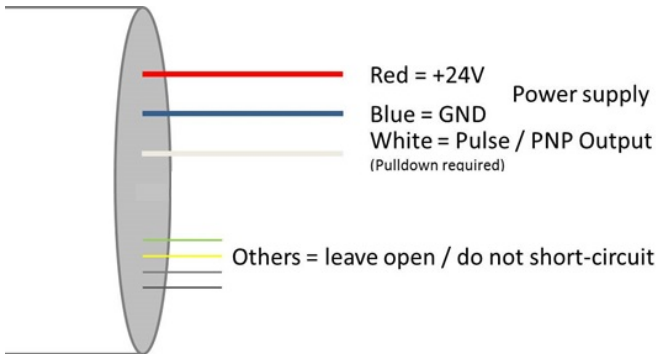 Red = +24V
Power supply
Blue = GND
White = Pulse / PNP Output
(Pulldown required)
Others = leave open / do not short-circuit